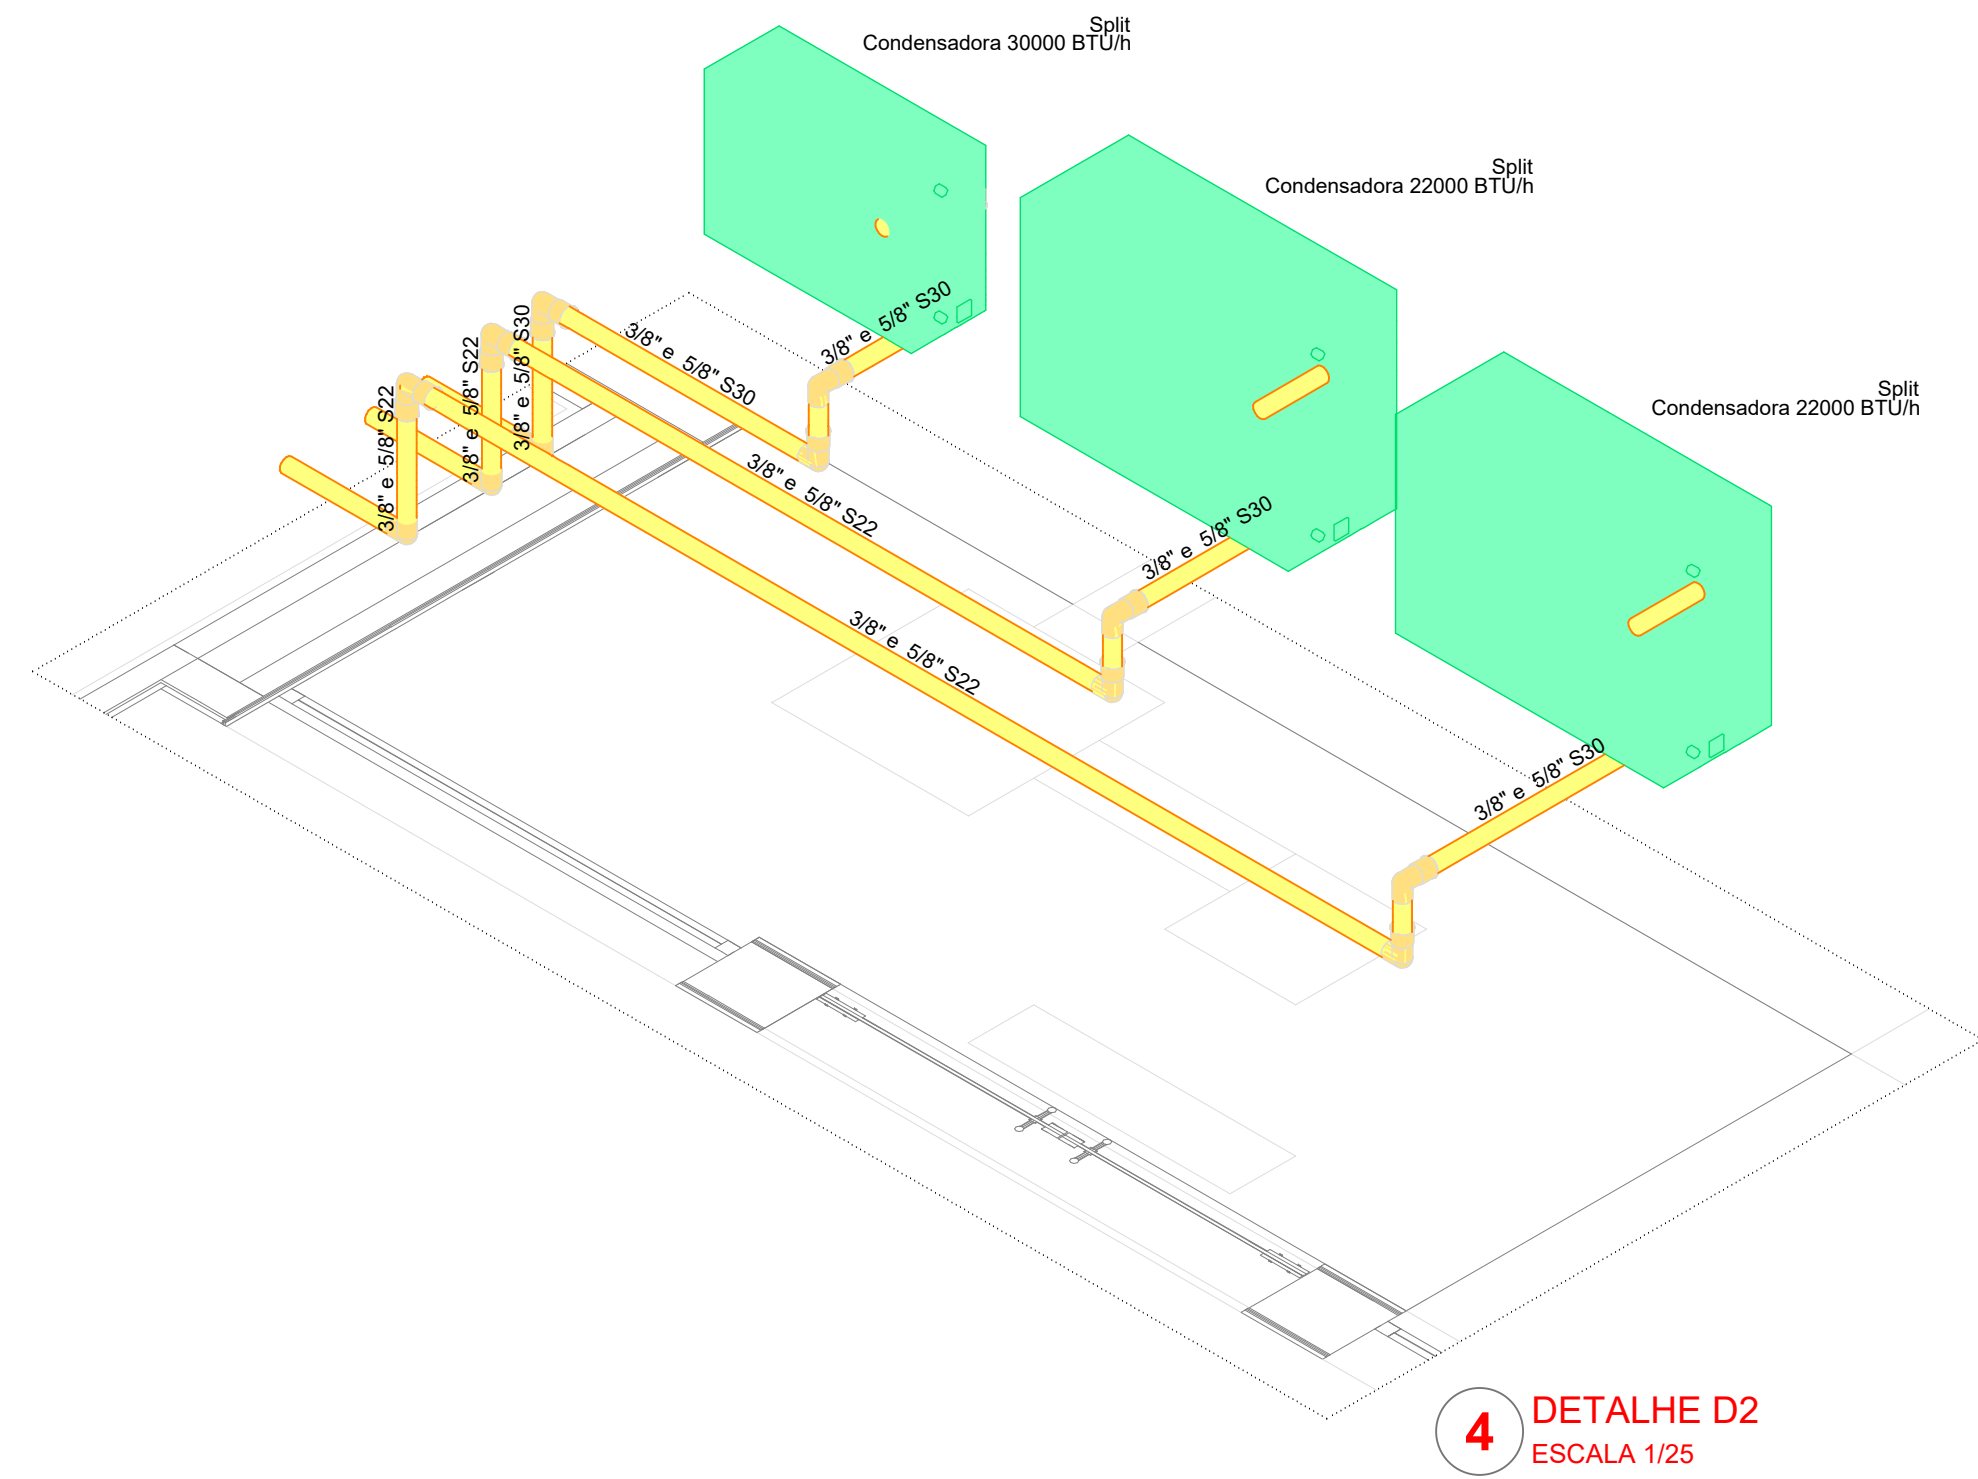 Split
Condensadora 30000 BTU/h
Split
Condensadora 22000 BTU/h
Split
Condensadora 22000 BTU/h
3/8" e 5/8" S30
3/8" e 5/8" S30
3/8" e 5/8" S30
3/8" e 5/8" S22
3/8" e 5/8" S22
3/8" e 5/8" S22
3/8" e 5/8" S30
3/8" e 5/8" S22
3/8" e 5/8" S30
4
DETALHE D2
ESCALA 1/25